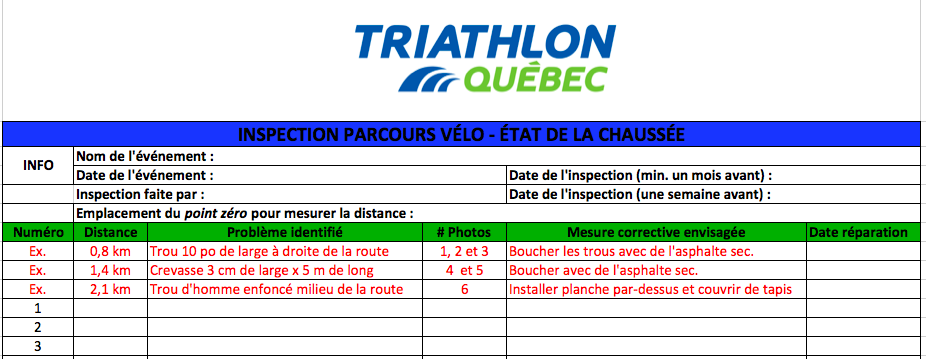 TRIATHLON
QUÉBEC
INSPECTION PARCOURS VÉLO - ÉTAT DE LA CHAUSSÉE
INFO
Nom de l'événement :
Date de l'événement : Date de l'inspection (min. un mois avant) :
Inspection faite par : Date de l'inspection (une semaine avant) :
Emplacement du point zéro pour mesurer la distance :
Numéro Distance Problème identifié # Photos Mesure corrective envisagée Date réparation
Ex. 0,8 km Trou 10 po de large à droite de la route 1, 2 et 3 Boucher les trous avec de l'asphalte sec.
Ex. 1,4 km Crevasse 3 cm de large x 5 m de long 4 et 5 Boucher avec de l'asphalte sec.
Ex. 2,1 km Trou d'homme enfoncé milieu de la route 6 Installer planche par-dessus et couvrir de tapis
1
2
3